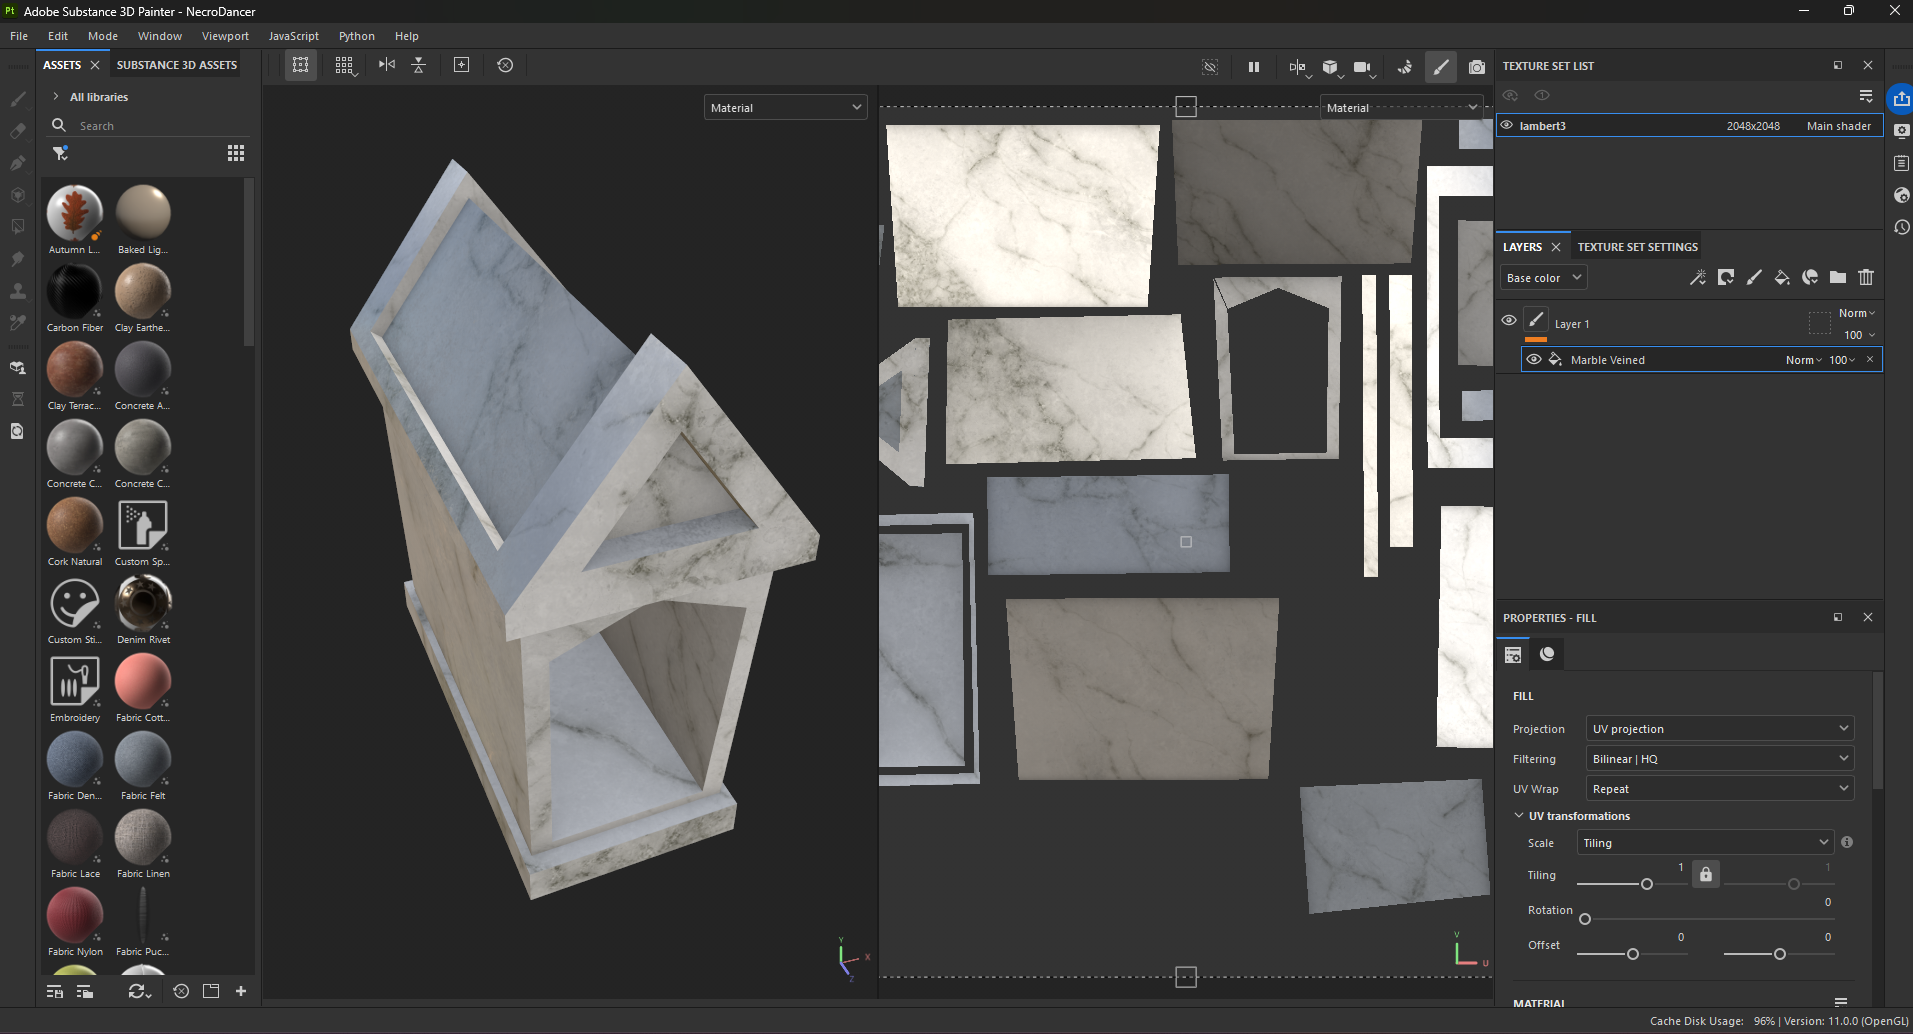 Pt Adobe Substance 3D Painter - NecroDancer
File Edit Mode Window Viewport JavaScript Python Help
ASSETS
SUBSTANCE 3D ASSETS
All libraries
Search
Autumn L...
Baked Lig...
Carbon Fiber
Clay Earthe...
Clay Terrac...
Concrete A...
Concrete C...
Concrete C...
Cork Natural
Custom Sp...
Custom Sti...
Denim Rivet
Embroidery
Fabric Cott...
Fabric Den...
Fabric Felt
Fabric Lace
Fabric Linen
Fabric Nylon
Fabric Puc...
Material
Y
X
Z
Material
V
U
TEXTURE SET LIST
lambert3 2048x2048 Main shader
LAYERS
TEXTURE SET SETTINGS
Base color
Layer 1
Norm
100
Marble Veined Norm 100
PROPERTIES - FILL
FILL
Projection UV projection
Filtering Bilinear | HQ
UV Wrap Repeat
UV transformations
Scale Tiling
Tiling 1 1
Rotation 0
Offset 0 0
MATERIAL
Cache Disk Usage: 96% | Version: 11.0.0 (OpenGL)